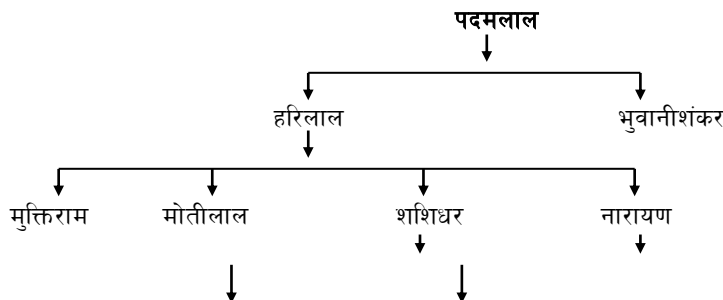 पदमलाल
हरिलाल भुवानीशंकर
मुक्तिराम मोतीलाल शशिधर नारायण